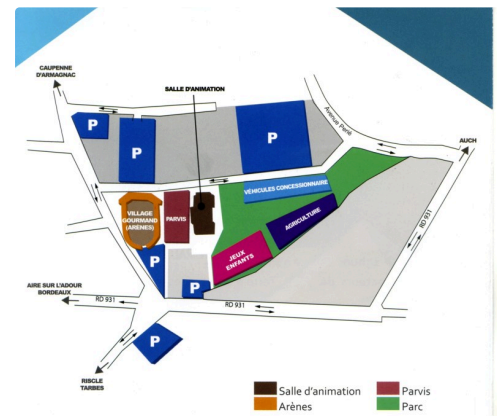 CAUPENNE
D'ARMAGNAC
SALLE D'ANIMATION
P
P
P
Avenue Perié
AUCH
VÉHICULES CONCESSIONNAIRE
VILLAGE
GOURMAND
(ARÈNES)
PARVIS
AGRICULTURE
JEUX
ENFANTS
RD 931
P
P
AIRE SUR L'ADOUR
BORDEAUX
RD 931
RD 931
P
RISCLE
TARBES
Salle d'animation
Parvis
Arènes
Parc